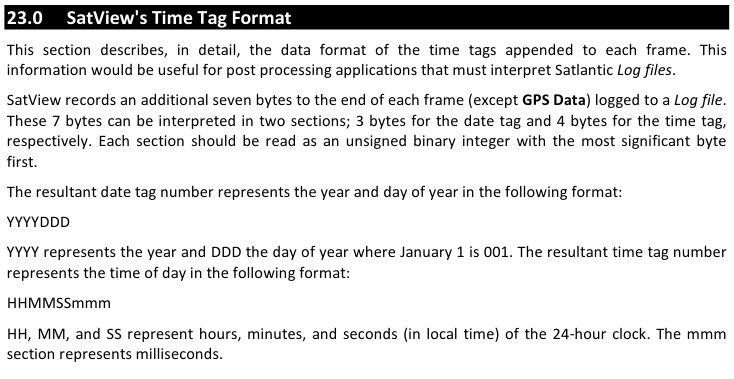 23.0 SatView's Time Tag Format
This section describes, in detail, the data format of the time tags appended to each frame. This
information would be useful for post processing applications that must interpret Satlantic Log files.
SatView records an additional seven bytes to the end of each frame (except GPS Data) logged to a Log file.
These 7 bytes can be interpreted in two sections; 3 bytes for the date tag and 4 bytes for the time tag,
respectively. Each section should be read as an unsigned binary integer with the most significant byte
first.
The resultant date tag number represents the year and day of year in the following format:
YYYYDDD
YYYY represents the year and DDD the day of year where January 1 is 001. The resultant time tag number
represents the time of day in the following format:
HHMMSSmmm
HH, MM, and SS represent hours, minutes, and seconds (in local time) of the 24-hour clock. The mmm
section represents milliseconds.